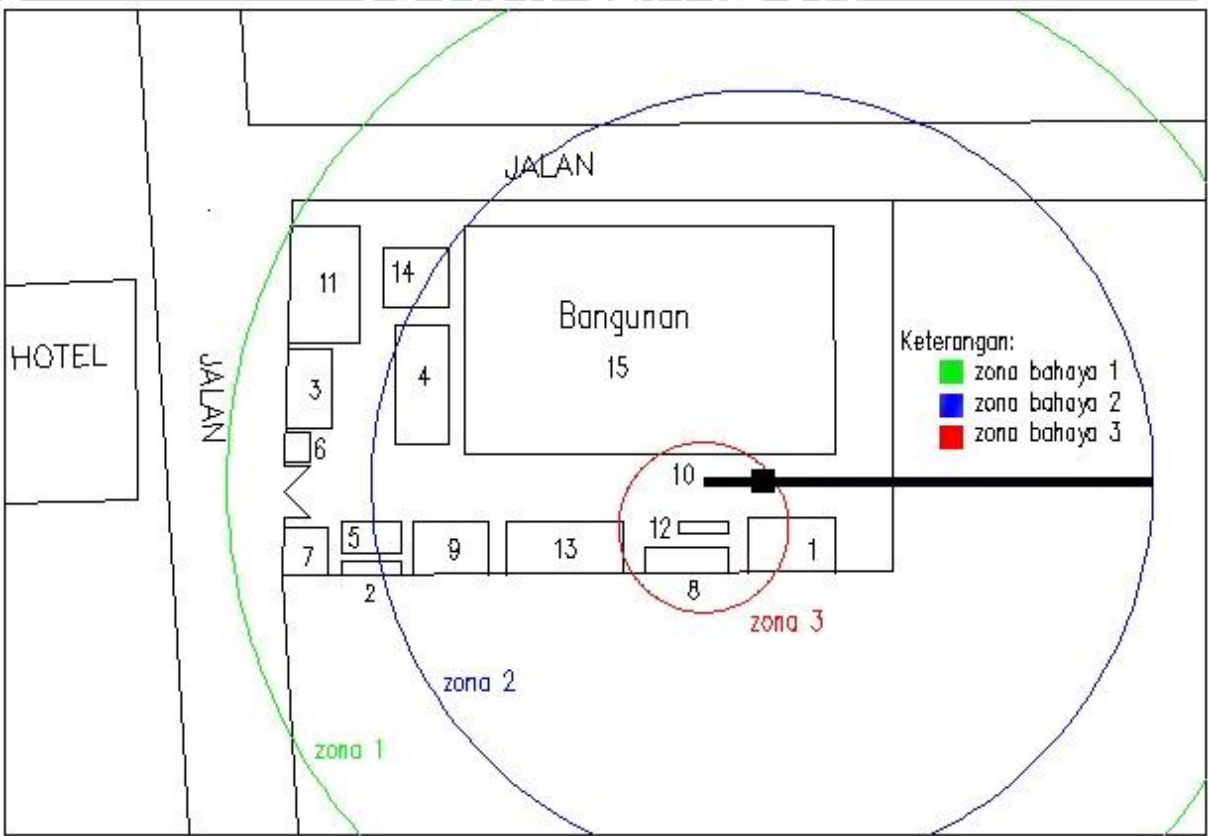 JALAN
11
14
Bangunan
15
HOTEL
JALAN
3
4
6
Keterangan:
zona bahaya 1
zona bahaya 2
zona bahaya 3
10
7
5
2
9
13
12
8
1
zona 3
zona 2
zona 1